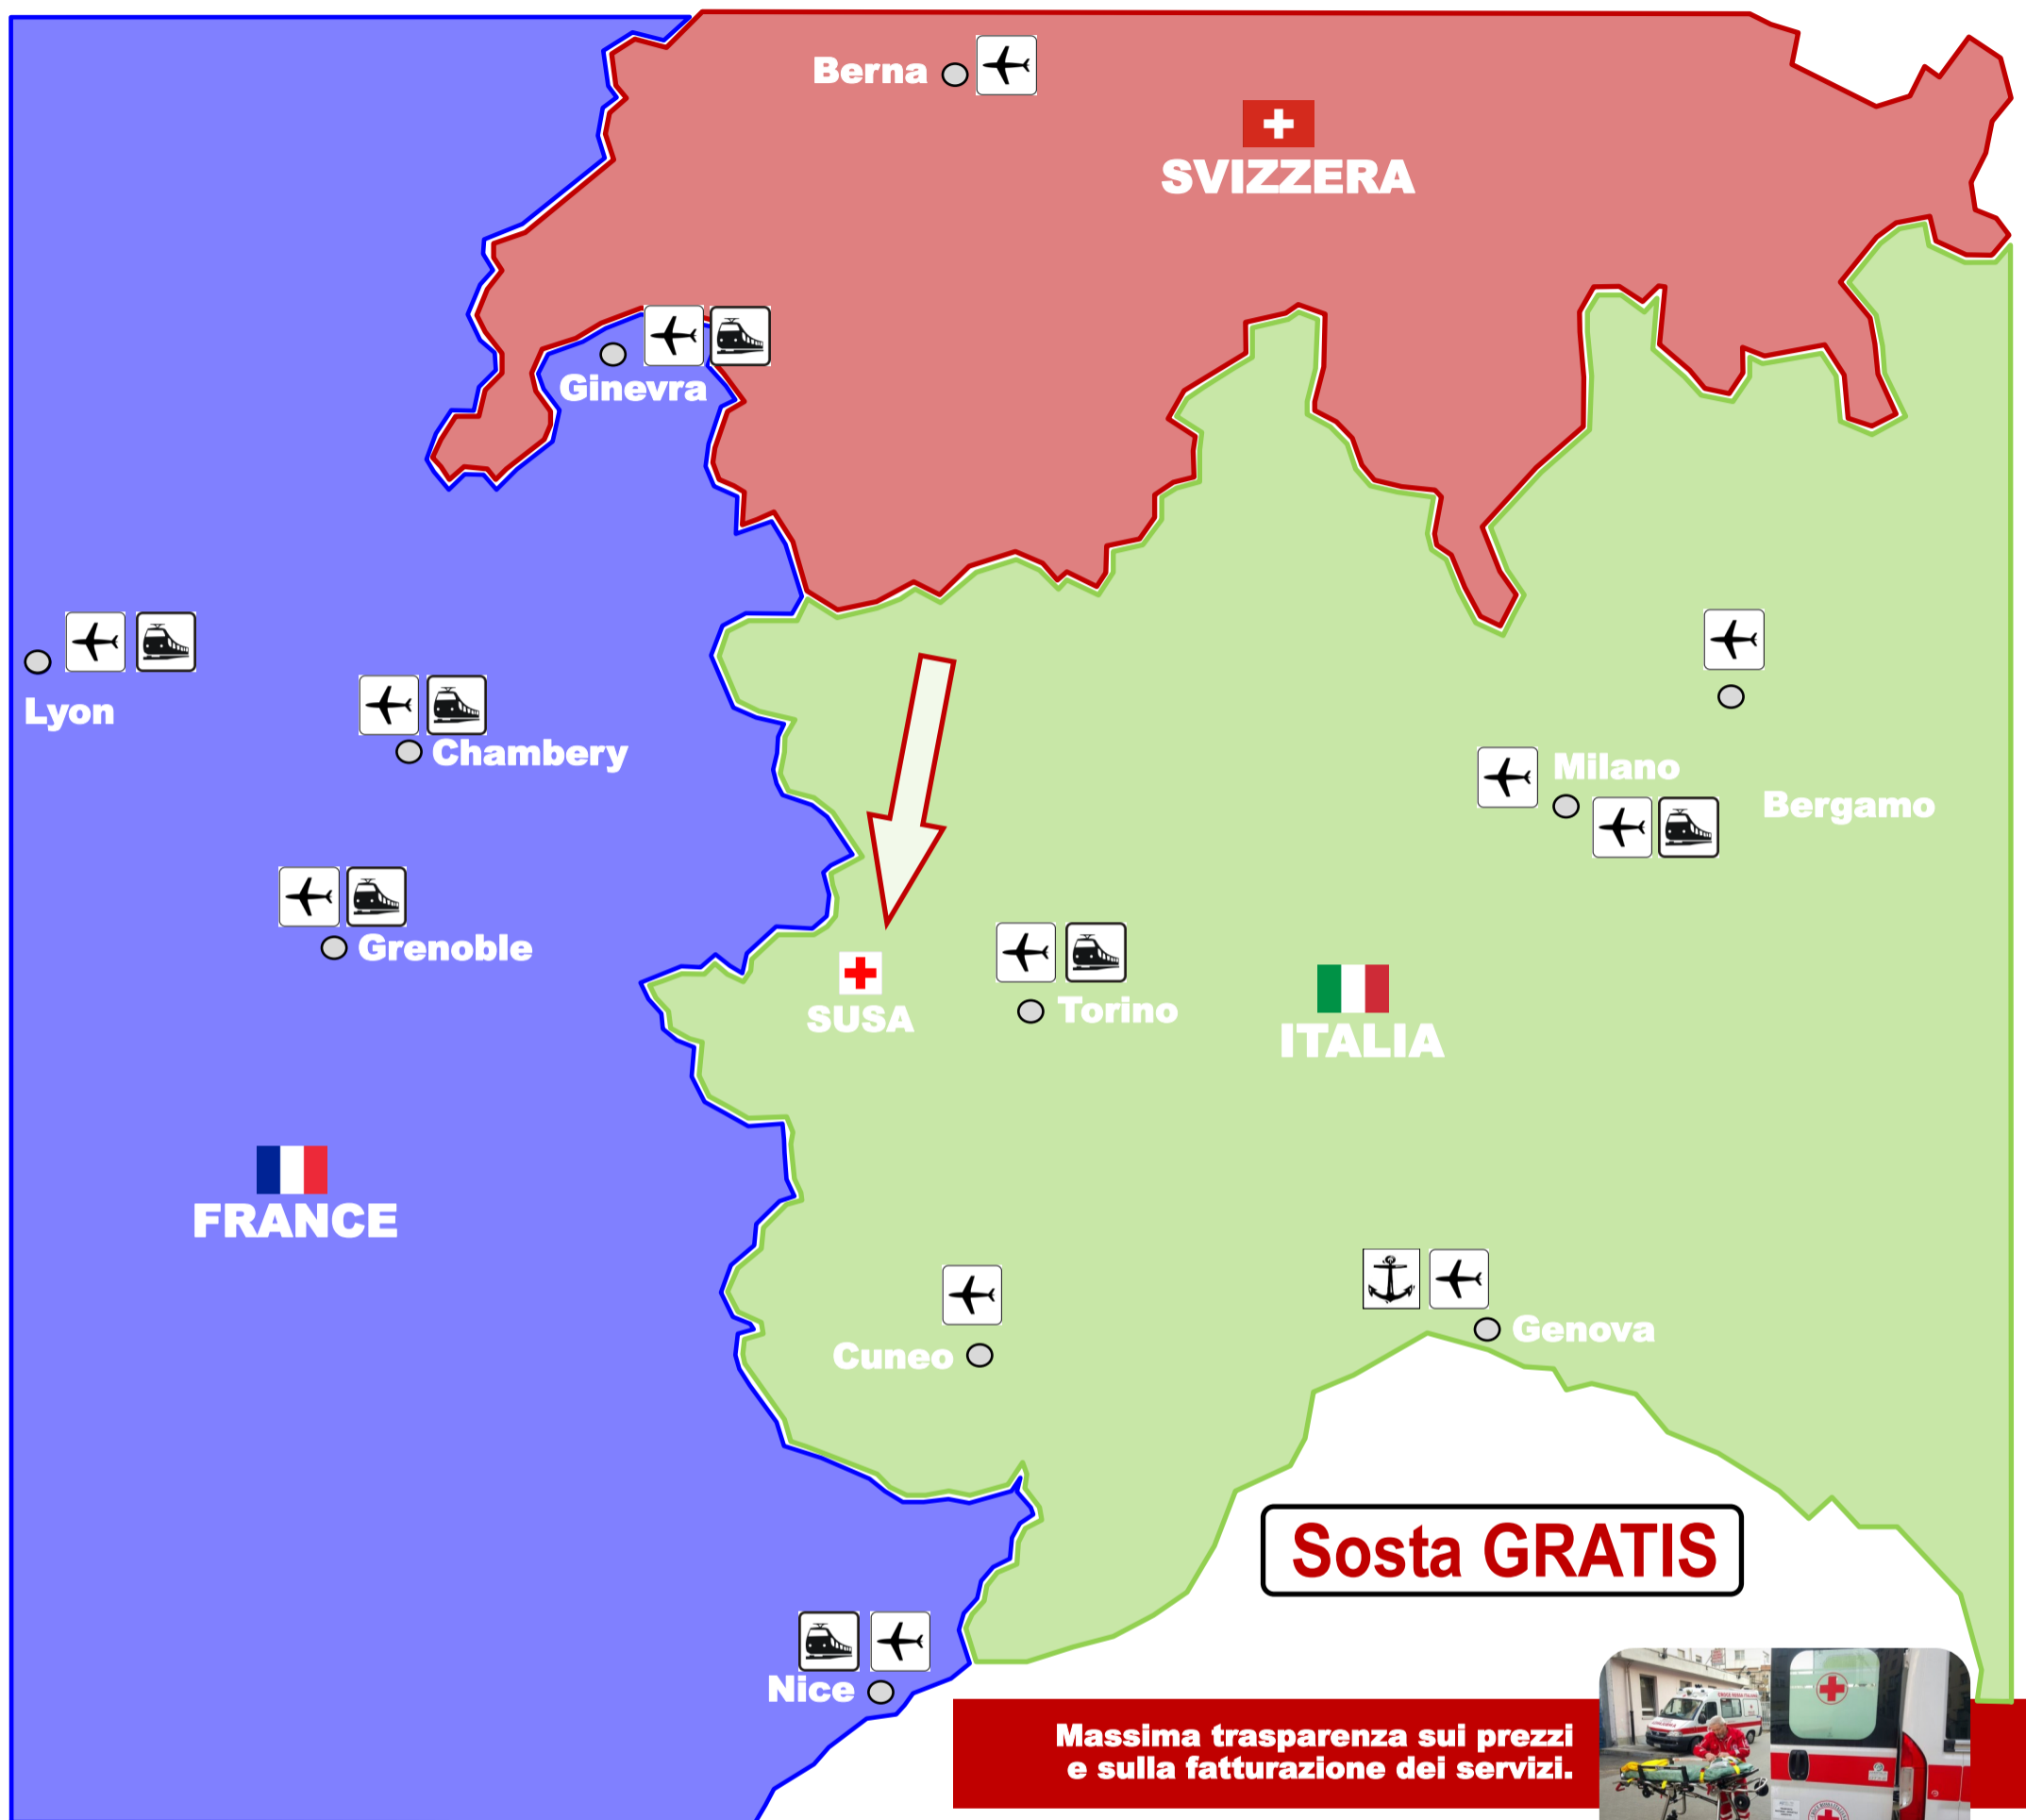 Berna
SVIZZERA
Ginevra
Lyon
Chambery
Milano
Bergamo
Grenoble
SUSA
Torino
ITALIA
FRANCE
Cuneo
Genova
Sosta GRATIS
Nice
Massima trasparenza sui prezzi
e sulla fatturazione dei servizi.